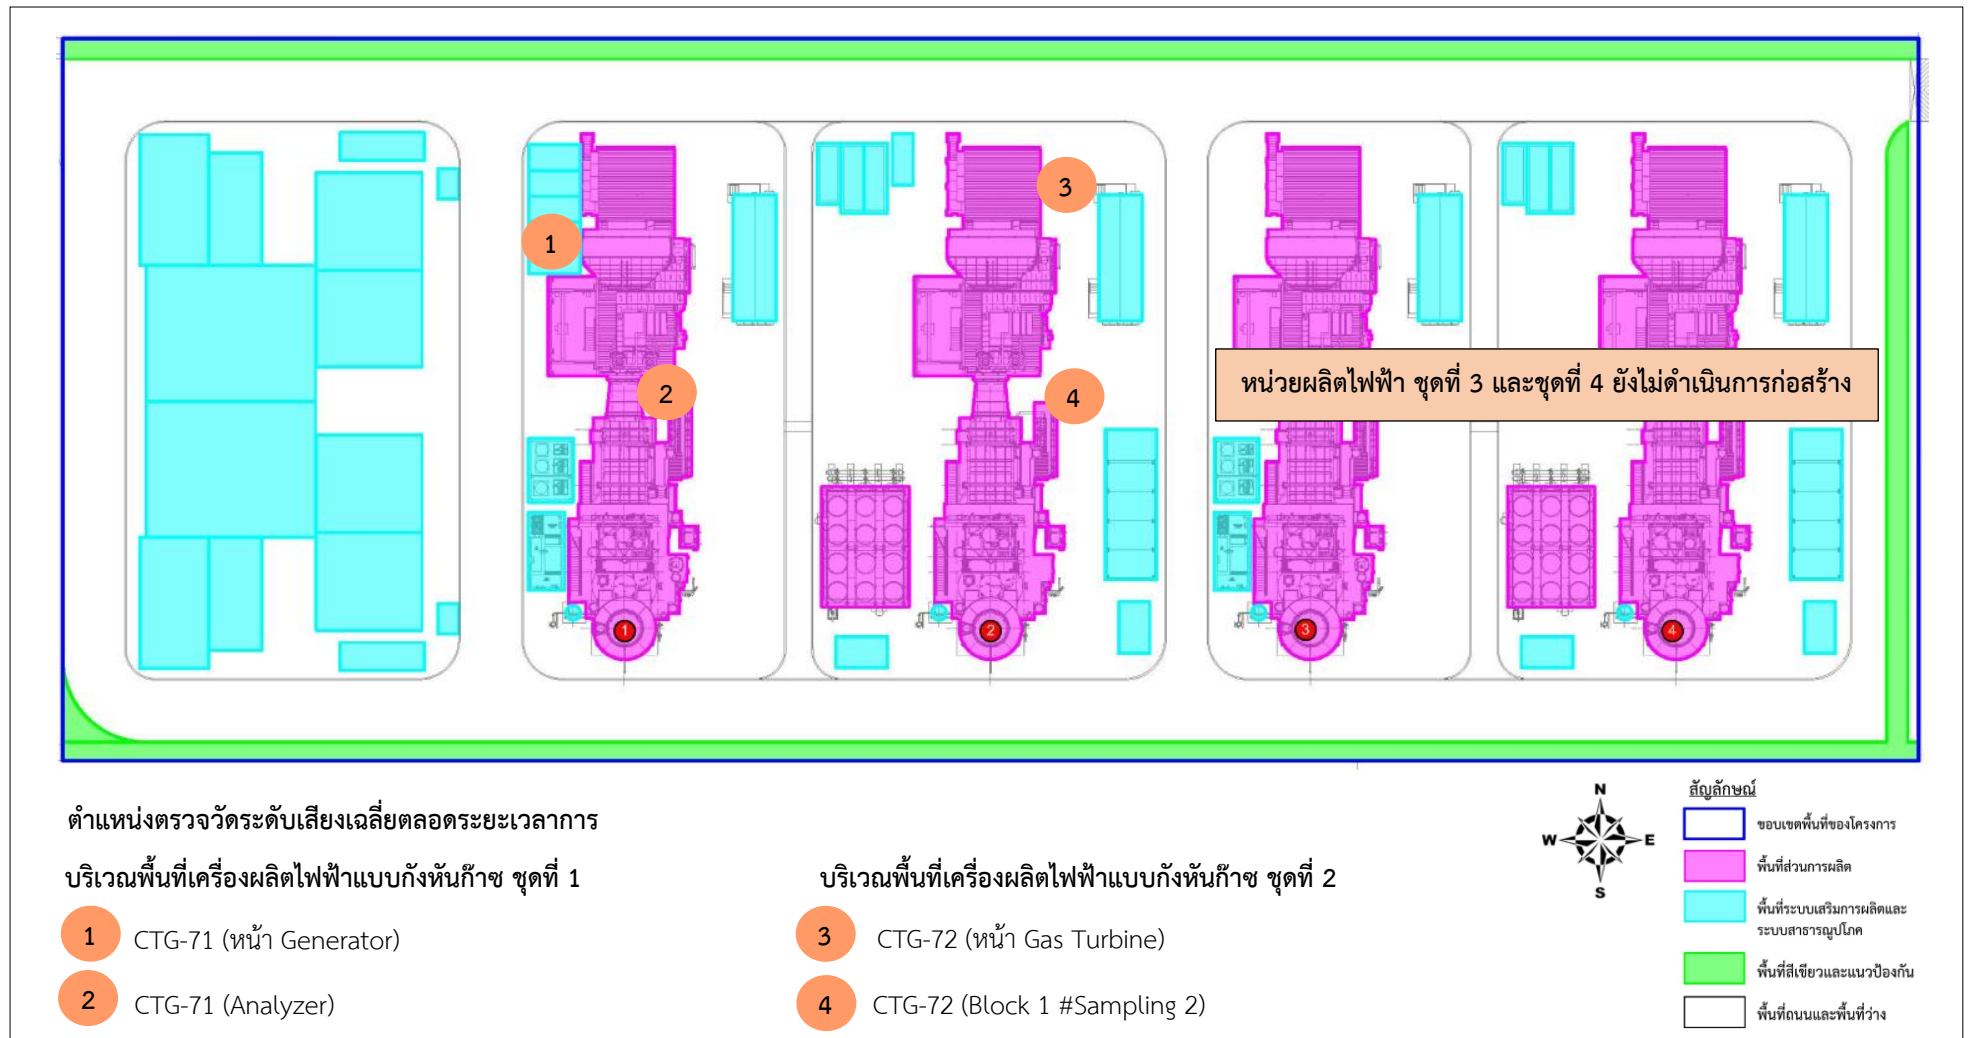 1
3
2
4
หน่วยผลิตไฟฟ้า ชุดที่ 3 และชุดที่ 4 ยังไม่ดำเนินการก่อสร้าง
1
2
3
4
ตำแหน่งตรวจวัดระดับเสียงเฉลี่ยตลอดระยะเวลาการ
บริเวณพื้นที่เครื่องผลิตไฟฟ้าแบบกังหันก๊าซ ชุดที่ 1
1 CTG-71 (หน้า Generator)
2 CTG-71 (Analyzer)
บริเวณพื้นที่เครื่องผลิตไฟฟ้าแบบกังหันก๊าซ ชุดที่ 2
3 CTG-72 (หน้า Gas Turbine)
4 CTG-72 (Block 1 #Sampling 2)
N
W E
S
สัญลักษณ์
ขอบเขตพื้นที่ของโครงการ
พื้นที่ส่วนการผลิต
พื้นที่ระบบเสริมการผลิตและ
ระบบสาธารณูปโภค
พื้นที่สีเขียวและแนวป้องกัน
พื้นที่ถนนและพื้นที่ว่าง